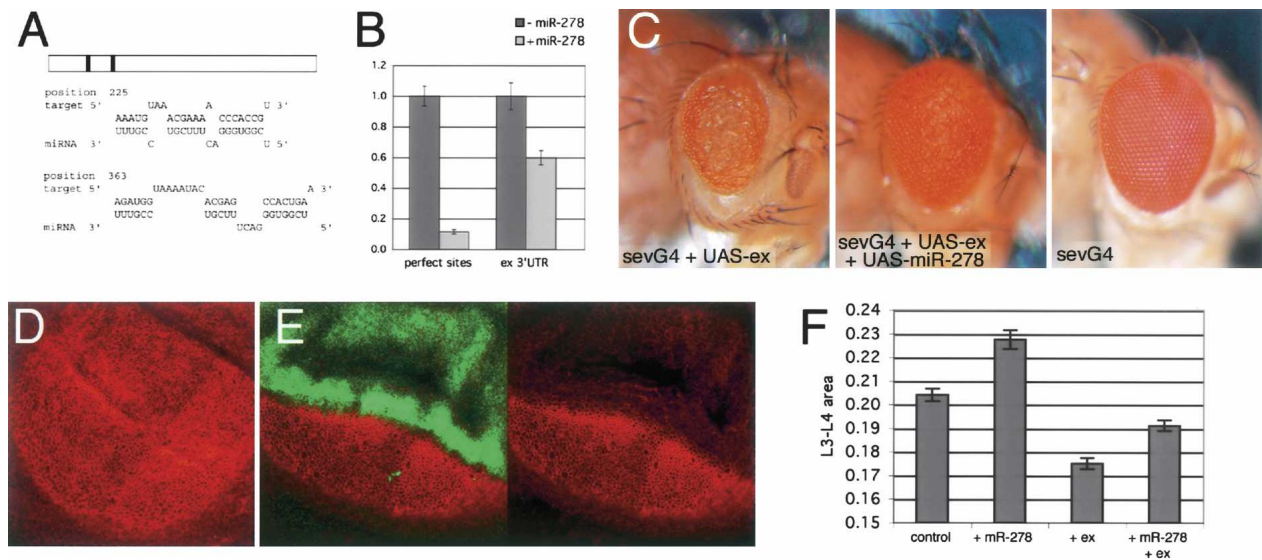 A
position 225
target 5' UAA A U 3'
AAAUG ACGAAA CCCACCG
UUUGC UGCUUU GGGUGGC
miRNA 3' C CA U 5'
position 363
target 5' UAAAAUAC A 3'
AGAUGG ACGAG CCACUGA
UUUGCC UGCUU GGUGGCU
miRNA 3' UCAG 5'
B
- miR-278
+miR-278
1.2
1.0
0.8
0.6
0.4
0.2
0.0
perfect sites
ex 3'UTR
C
sevG4 + UAS-ex
sevG4 + UAS-ex
+ UAS-miR-278
sevG4
D
E
F
L3-L4 area
0.24
0.23
0.22
0.21
0.20
0.19
0.18
0.17
0.16
0.15
control
+ mR-278
+ ex
+ mR-278
+ ex